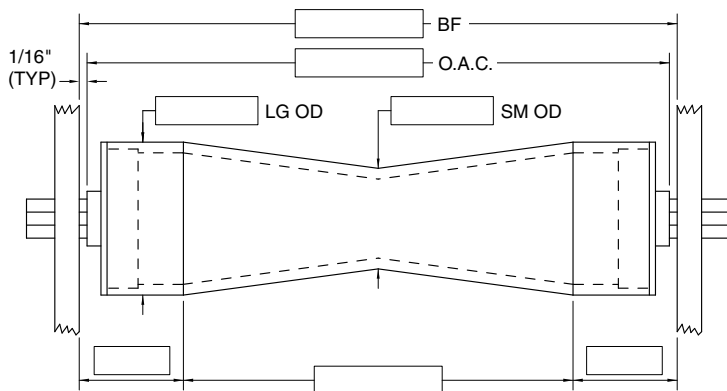 BF
1/16"
(TYP)
O.A.C.
LG OD
SM OD